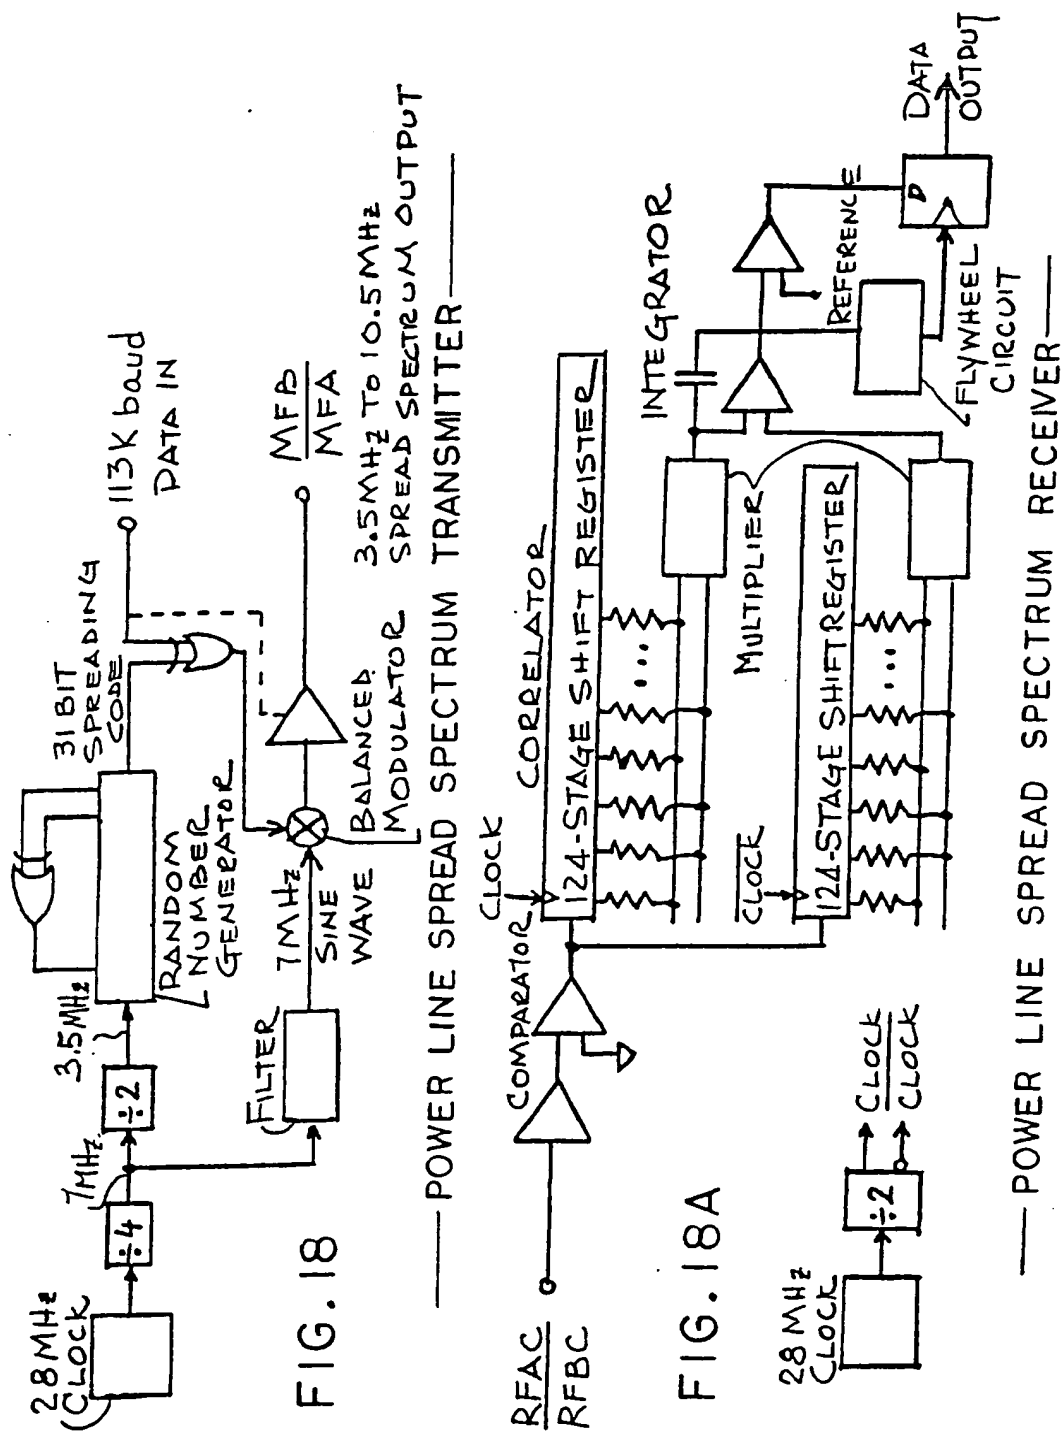 28MHz
CLOCK
÷4
7MHz
÷2
3.5MHz
RANDOM
NUMBER
GENERATOR
31 BIT
SPREADING
CODE
113K baud
DATA IN
FILTER
7MHz
SINE
WAVE
BALANCED
MODULATOR
MFB
MFA
3.5MHz TO 10.5MHz
SPREAD SPECTRUM OUTPUT
FIG. 18
POWER LINE SPREAD SPECTRUM TRANSMITTER
RFAC
RFBC
COMPARATOR
CLOCK
CORRELATOR
124-STAGE SHIFT REGISTER
CLOCK
124-STAGE SHIFT REGISTER
MULTIPLIER
INTEGRATOR
REFERENCE
FLYWHEEL
CIRCUIT
D
DATA
OUTPUT
FIG. 18A
28MHz
CLOCK
÷2
CLOCK
CLOCK
POWER LINE SPREAD SPECTRUM RECEIVER